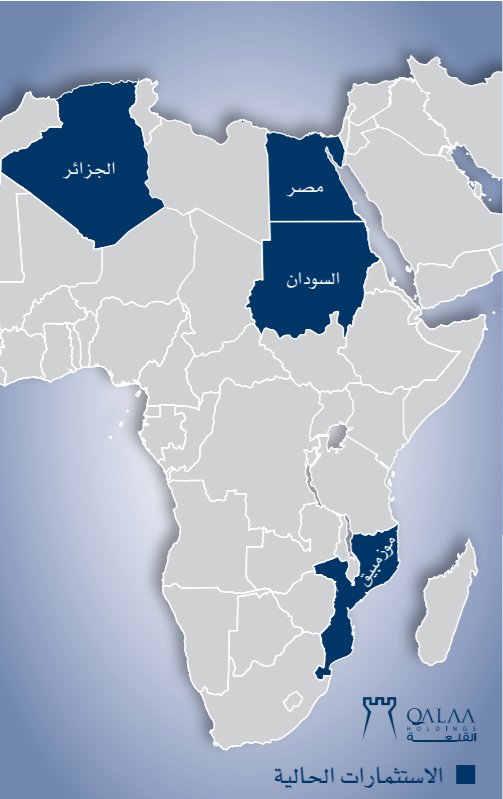 الجزائر
مصر
السودان
موزمبيق
QALAA
HOLDINGS
القلعة
الاستثمارات الحالية